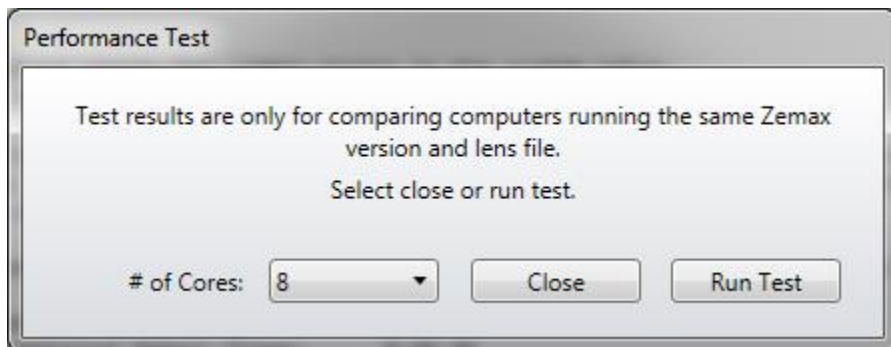 Performance Test
Test results are only for comparing computers running the same Zemax
version and lens file.
Select close or run test.
# of Cores: 8 Close Run Test